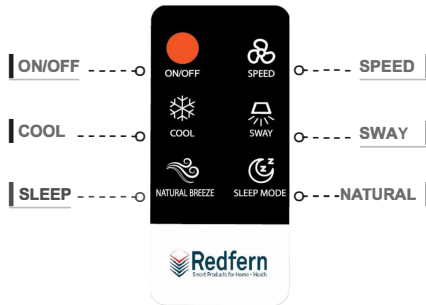 ON/OFF
ON/OFF
SPEED
SPEED
COOL
COOL
SWAY
SWAY
SLEEP
NATURAL BREEZE
SLEEP MODE
z z
NATURAL
Redfern
Smart Products for Home - Heath